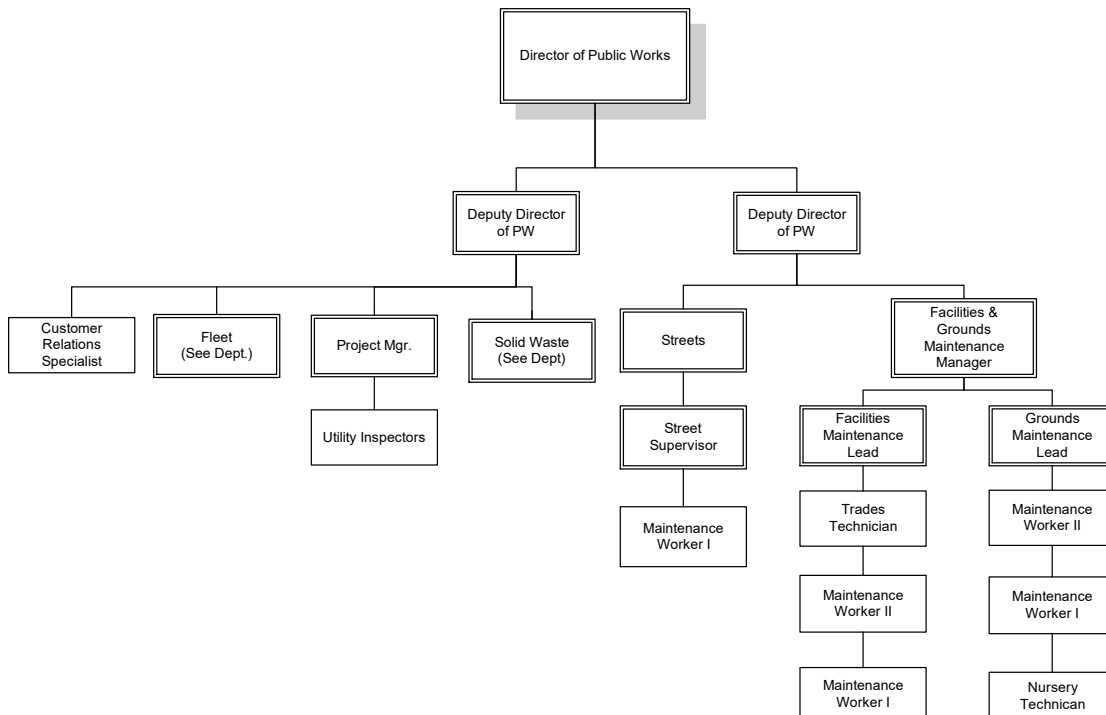 Director of Public Works
Deputy Director
of PW
Deputy Director
of PW
Customer
Relations
Specialist
Fleet
(See Dept.)
Project Mgr.
Solid Waste
(See Dept)
Streets
Facilities &
Grounds
Maintenance
Manager
Utility Inspectors
Street
Supervisor
Facilities
Maintenance
Lead
Grounds
Maintenance
Lead
Maintenance
Worker I
Trades
Technician
Maintenance
Worker II
Maintenance
Worker II
Maintenance
Worker I
Maintenance
Worker I
Nursery
Technican